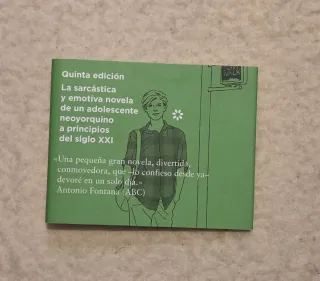 Quinta edición
La sarcástica
y emotiva novela
de un adolescente
neoyorquino
a principios
del siglo XXI
«Una pequeña gran novela, divertida,
conmovedora, que –lo confieso desde ya–
devoré en un solo día.»
Antonio Fontana (ABC)